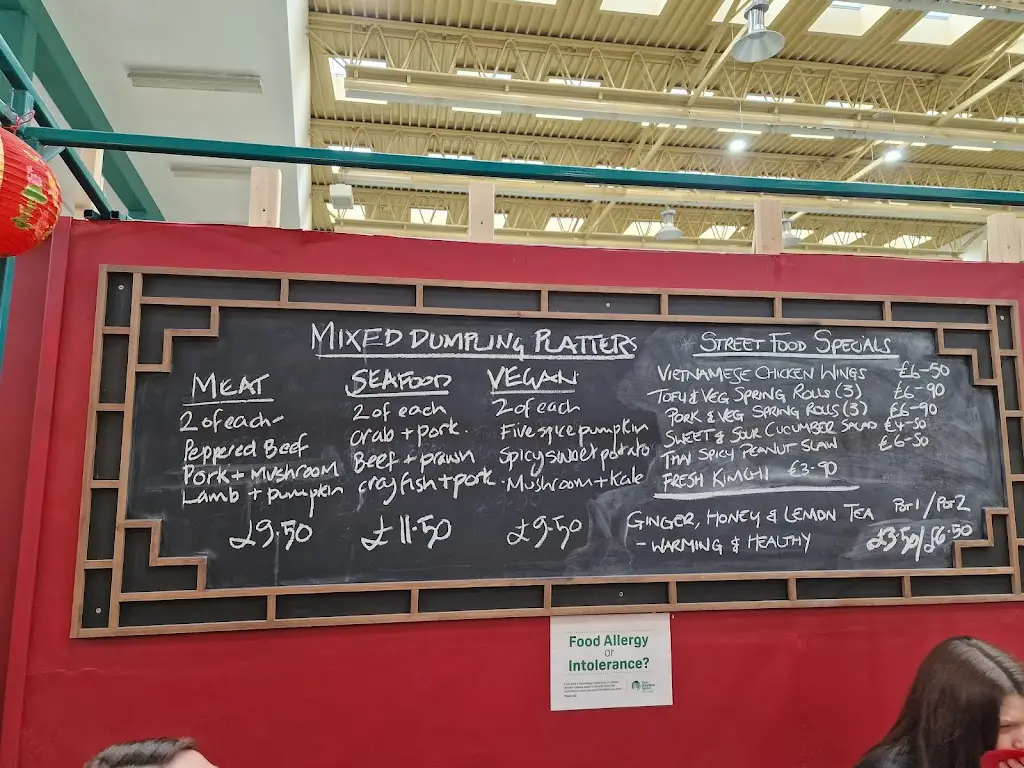 MIXED DUMPLING PLATTERS
MEAT
2 of each-
Peppered Beef
Pork + Mushroom
Lamb + pumpkin
£9.50
SEAFOOD
2 of each
Crab + pork.
Beef + prawn
crayfish + pork.
£11.50
VEGAN
2 of each
Five spice pumpkin
Spicy sweet potato
Mushroom + Kale
£9.50
STREET FOOD SPECIALS
VIETNAMESE CHICKEN WINGS £6-50
TOFU & VEG SPRING ROLLS (3) £6-90
PORK & VEG SPRING ROLLS (3) £6-90
SWEET & SOUR CUCUMBER SALAD £4-50
THAI SPICY PEANUT SLAW £6-50
FRESH KIMCHI £3-90
GINGER, HONEY & LEMON TEA For 1 / For 2
- WARMING & HEALTHY £3.50/£6.50
Food Allergy
or
Intolerance?